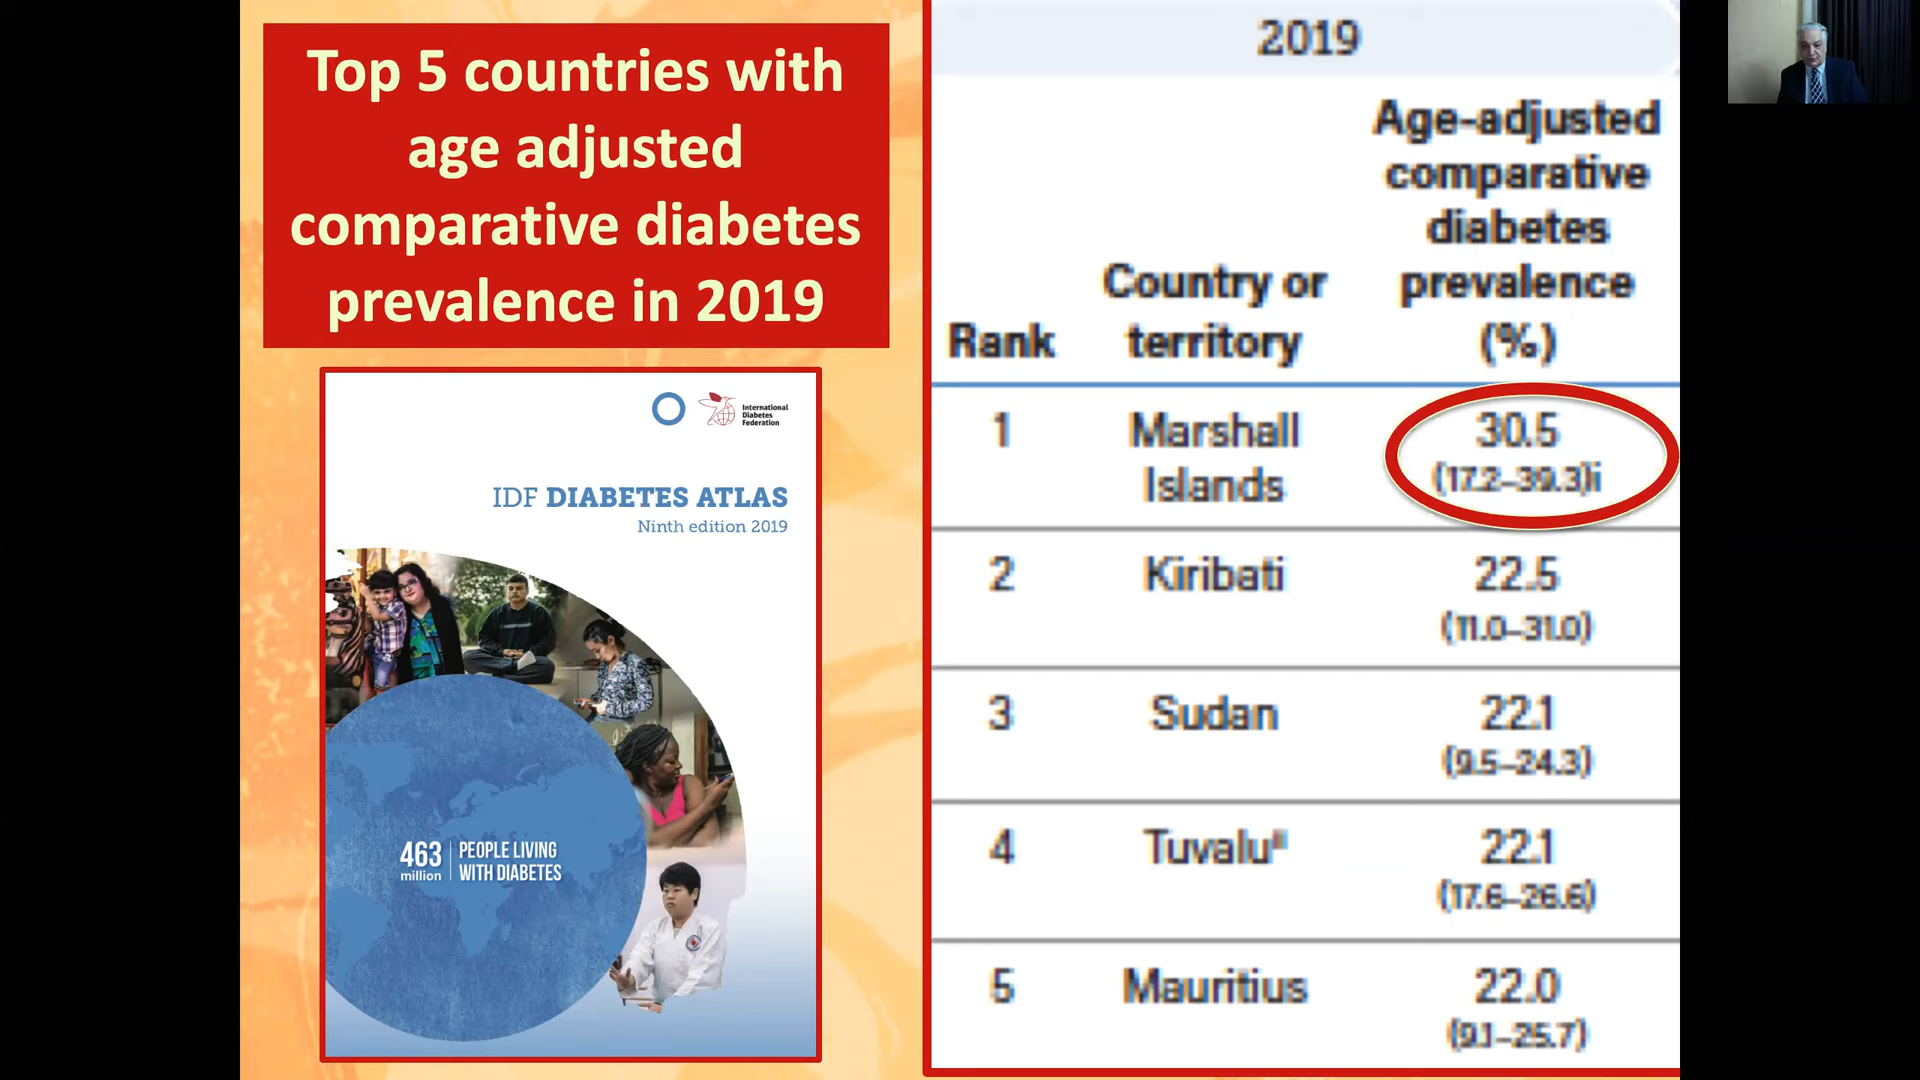 Top 5 countries with
age adjusted
comparative diabetes
prevalence in 2019
International
Diabetes
Federation
IDF DIABETES ATLAS
Ninth edition 2019
463 million
PEOPLE LIVING
WITH DIABETES
2019
Rank
Country or
territory
Age-adjusted
comparative
diabetes
prevalence
(%)
1 Marshall Islands 30.5
(17.2–39.3)i
2 Kiribati 22.5
(11.0–31.0)
3 Sudan 22.1
(9.5–24.3)
4 Tuvalu 22.1
(17.6–26.6)
5 Mauritius 22.0
(9.1–25.7)